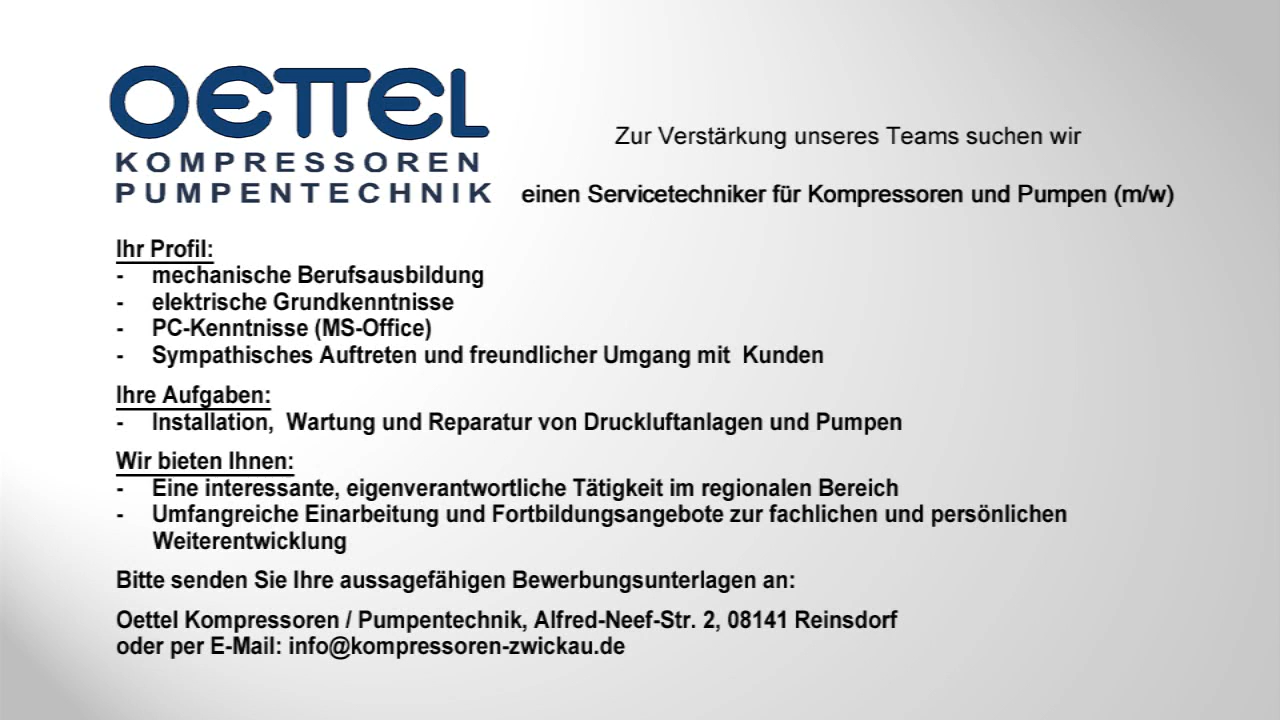 OETTEL
KOMPRESSOREN
PUMPENTECHNIK
Zur Verstärkung unseres Teams suchen wir
einen Servicetechniker für Kompressoren und Pumpen (m/w)
Ihr Profil:
- mechanische Berufsausbildung
- elektrische Grundkenntnisse
- PC-Kenntnisse (MS-Office)
- Sympathisches Auftreten und freundlicher Umgang mit Kunden
Ihre Aufgaben:
- Installation, Wartung und Reparatur von Druckluftanlagen und Pumpen
Wir bieten Ihnen:
- Eine interessante, eigenverantwortliche Tätigkeit im regionalen Bereich
- Umfangreiche Einarbeitung und Fortbildungsangebote zur fachlichen und persönlichen
Weiterentwicklung
Bitte senden Sie Ihre aussagefähigen Bewerbungsunterlagen an:
Oettel Kompressoren / Pumpentechnik, Alfred-Neef-Str. 2, 08141 Reinsdorf
oder per E-Mail: info@kompressoren-zwickau.de